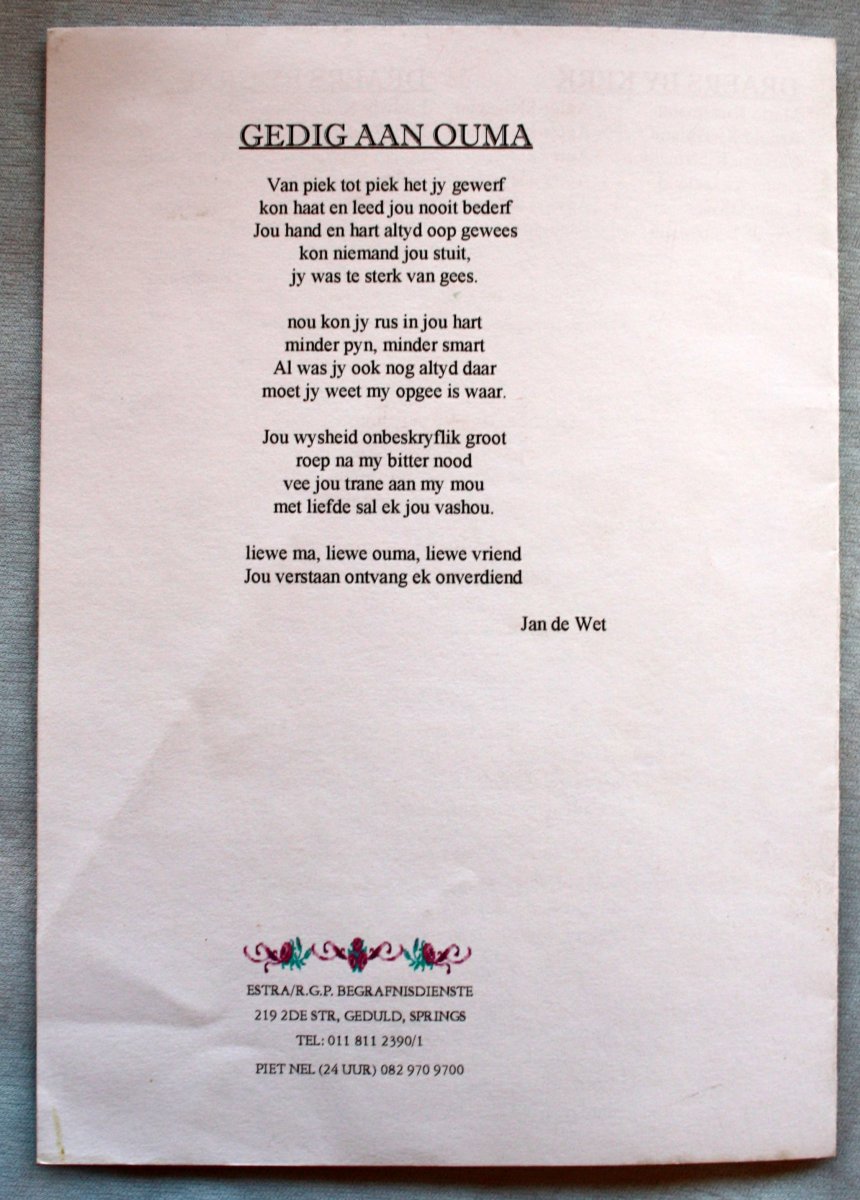 DRAERS BY KERK
GEDIG AAN OUMA
Van piek tot piek het jy gewerf
kon haat en leed jou nooit bederf
Jou hand en hart altyd oop gewees
kon niemand jou stuit,
jy was te sterk van gees.
nou kon jy rus in jou hart
minder pyn, minder smart
Al was jy ook nog altyd daar
moet jy weet my opgee is waar.
Jou wysheid onbeskryflik groot
roep na my bitter nood
vee jou trane aan my mou
met liefde sal ek jou vashou.
liewe ma, liewe ouma, liewe vriend
Jou verstaan ontvang ek onverdiend
Jan de Wet
ESTRA/R.G.P. BEGRAFNISDIENSTE
219 2DE STR, GEDULD, SPRINGS
TEL: 011 811 2390/1
PIET NEL (24 UUR) 082 970 9700